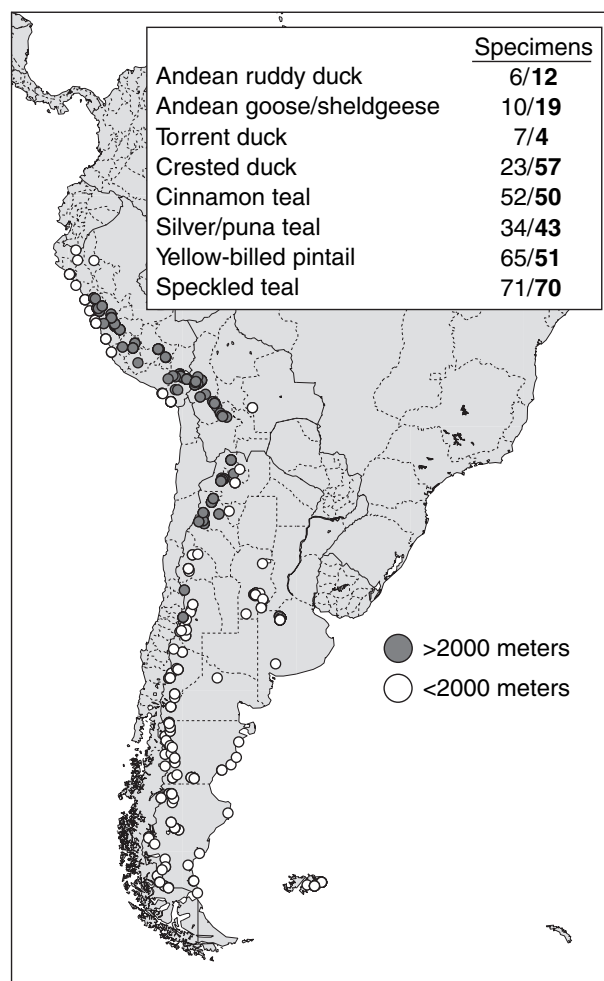 Specimens
Andean ruddy duck 6/12
Andean goose/sheldgeese 10/19
Torrent duck 7/4
Crested duck 23/57
Cinnamon teal 52/50
Silver/puna teal 34/43
Yellow-billed pintail 65/51
Speckled teal 71/70
>2000 meters
<2000 meters